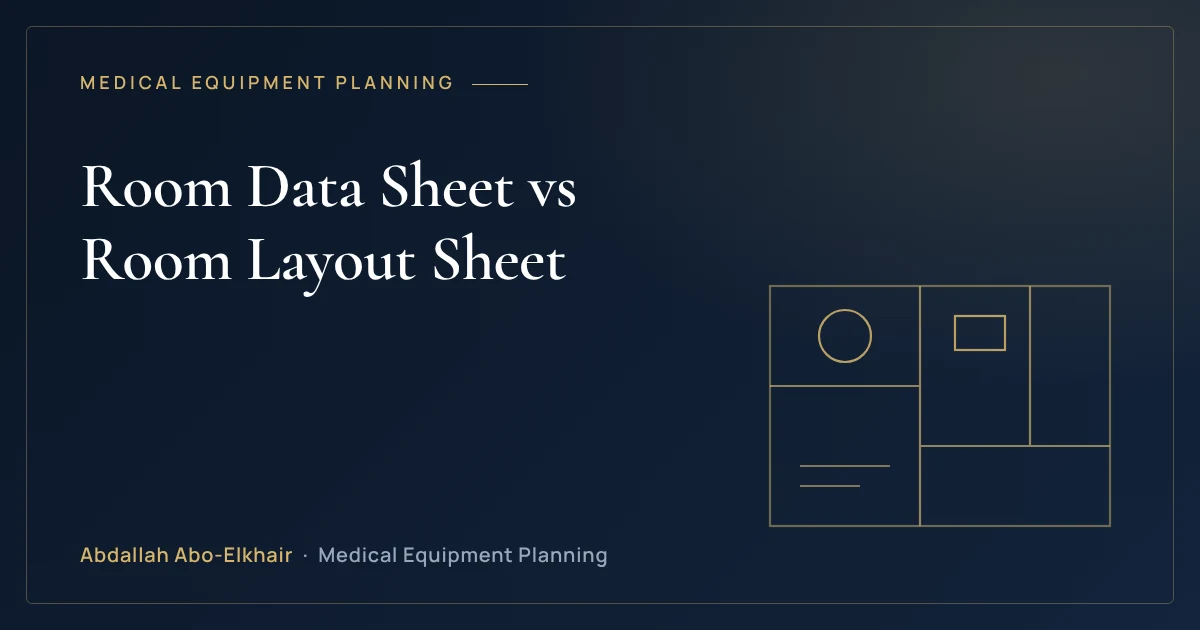 MEDICAL EQUIPMENT PLANNING
Room Data Sheet vs
Room Layout Sheet
Abdallah Abo-Elkhair · Medical Equipment Planning